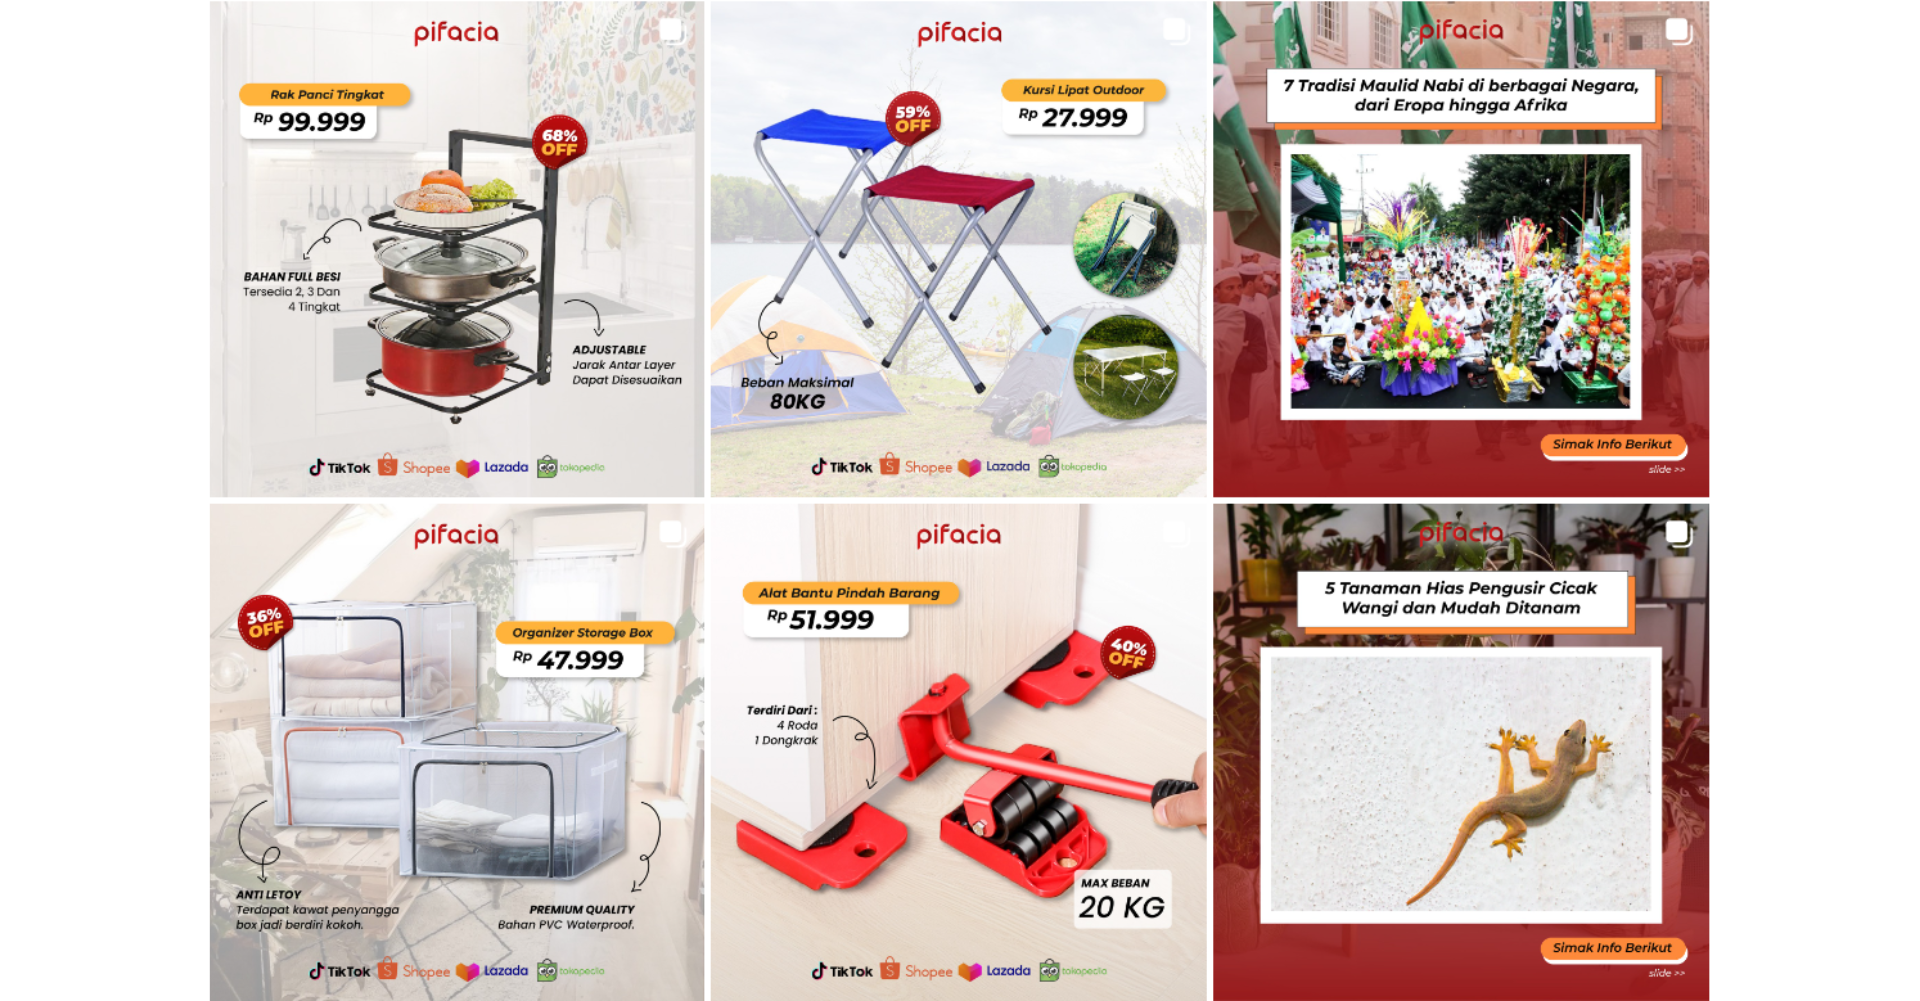 pifacia
Rak Panci Tingkat
Rp 99.999
68%
OFF
BAHAN FULL BESI
Tersedia 2, 3 Dan
4 Tingkat
ADJUSTABLE
Jarak Antar Layer
Dapat Disesuaikan
TikTok Shopee Lazada tokopedia
pifacia
Kursi Lipat Outdoor
Rp 27.999
59%
OFF
Beban Maksimal
80KG
TikTok Shopee Lazada tokopedia
pifacia
7 Tradisi Maulid Nabi di berbagai Negara,
dari Eropa hingga Afrika
Simak Info Berikut
slide >>
pifacia
36%
OFF
Organizer Storage Box
Rp 47.999
ANTI LETOY
Terdapat kawat penyangga
box jadi berdiri kokoh.
PREMIUM QUALITY
Bahan PVC Waterproof.
TikTok Shopee Lazada tokopedia
pifacia
Alat Bantu Pindah Barang
Rp 51.999
40%
OFF
Terdiri Dari :
4 Roda
1 Dongkrak
MAX BEBAN
20 KG
TikTok Shopee Lazada tokopedia
pifacia
5 Tanaman Hias Pengusir Cicak
Wangi dan Mudah Ditanam
Simak Info Berikut
slide >>